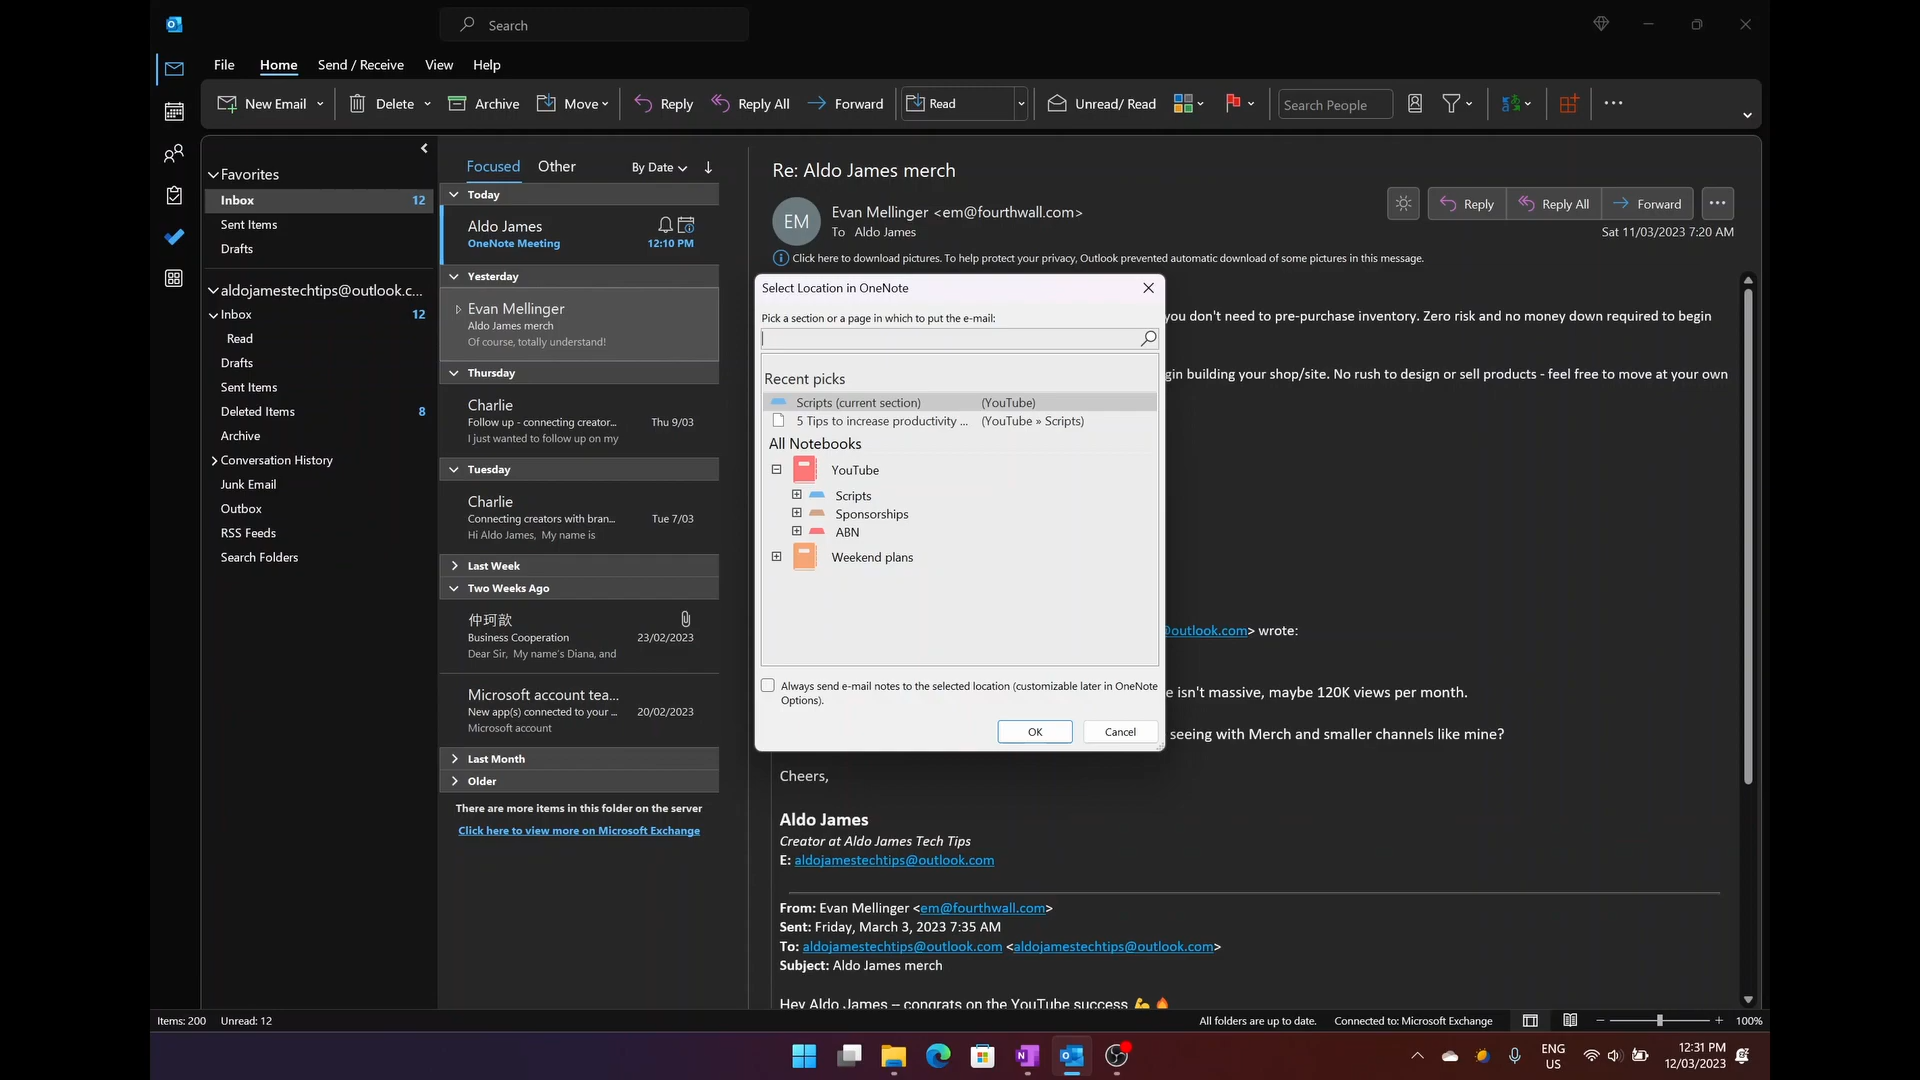 Search
File Home Send / Receive View Help
New Email Delete Archive Move Reply Reply All Forward Read Unread/ Read Search People
Favorites
Inbox 12
Sent Items
Drafts
aldojamestechtips@outlook.c...
Inbox 12
Read
Drafts
Sent Items
Deleted Items 8
Archive
Conversation History
Junk Email
Outbox
RSS Feeds
Search Folders
Focused Other By Date
Today
Aldo James
OneNote Meeting 12:10 PM
Yesterday
Evan Mellinger
Aldo James merch
Of course, totally understand!
Thursday
Charlie
Follow up - connecting creator... Thu 9/03
I just wanted to follow up on my
Tuesday
Charlie
Connecting creators with bran... Tue 7/03
Hi Aldo James, My name is
Last Week
Two Weeks Ago
仲珂歆
Business Cooperation 23/02/2023
Dear Sir, My name's Diana, and
Microsoft account tea...
New app(s) connected to your ... 20/02/2023
Microsoft account
Last Month
Older
There are more items in this folder on the server
Click here to view more on Microsoft Exchange
Re: Aldo James merch
EM
Evan Mellinger <em@fourthwall.com>
To Aldo James
Reply Reply All Forward
Sat 11/03/2023 7:20 AM
Click here to download pictures. To help protect your privacy, Outlook prevented automatic download of some pictures in this message.
you don't need to pre-purchase inventory. Zero risk and no money down required to begin
gin building your shop/site. No rush to design or sell products - feel free to move at your own
@outlook.com> wrote:
e isn't massive, maybe 120K views per month.
seeing with Merch and smaller channels like mine?
Select Location in OneNote
Pick a section or a page in which to put the e-mail:
Recent picks
Scripts (current section) (YouTube)
5 Tips to increase productivity ... (YouTube » Scripts)
All Notebooks
YouTube
Scripts
Sponsorships
ABN
Weekend plans
Always send e-mail notes to the selected location (customizable later in OneNote
Options).
OK Cancel
Cheers,
Aldo James
Creator at Aldo James Tech Tips
E: aldojamestechtips@outlook.com
From: Evan Mellinger <em@fourthwall.com>
Sent: Friday, March 3, 2023 7:35 AM
To: aldojamestechtips@outlook.com <aldojamestechtips@outlook.com>
Subject: Aldo James merch
Hey Aldo James – congrats on the YouTube success 💪🔥
Items: 200 Unread: 12 All folders are up to date. Connected to: Microsoft Exchange 100%
ENG
US
12:31 PM
12/03/2023